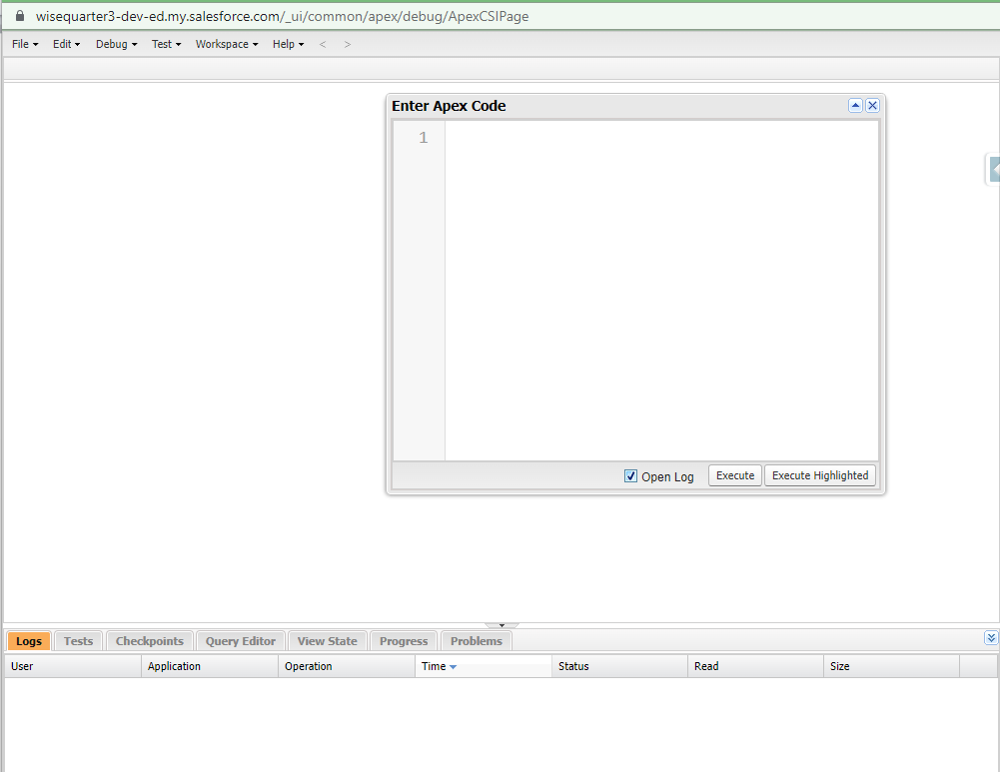 wisequarter3-dev-ed.my.salesforce.com/_ui/common/apex/debug/ApexCSIPage
File Edit Debug Test Workspace Help < >
Enter Apex Code
1
Open Log Execute Execute Highlighted
Logs Tests Checkpoints Query Editor View State Progress Problems
User Application Operation Time Status Read Size